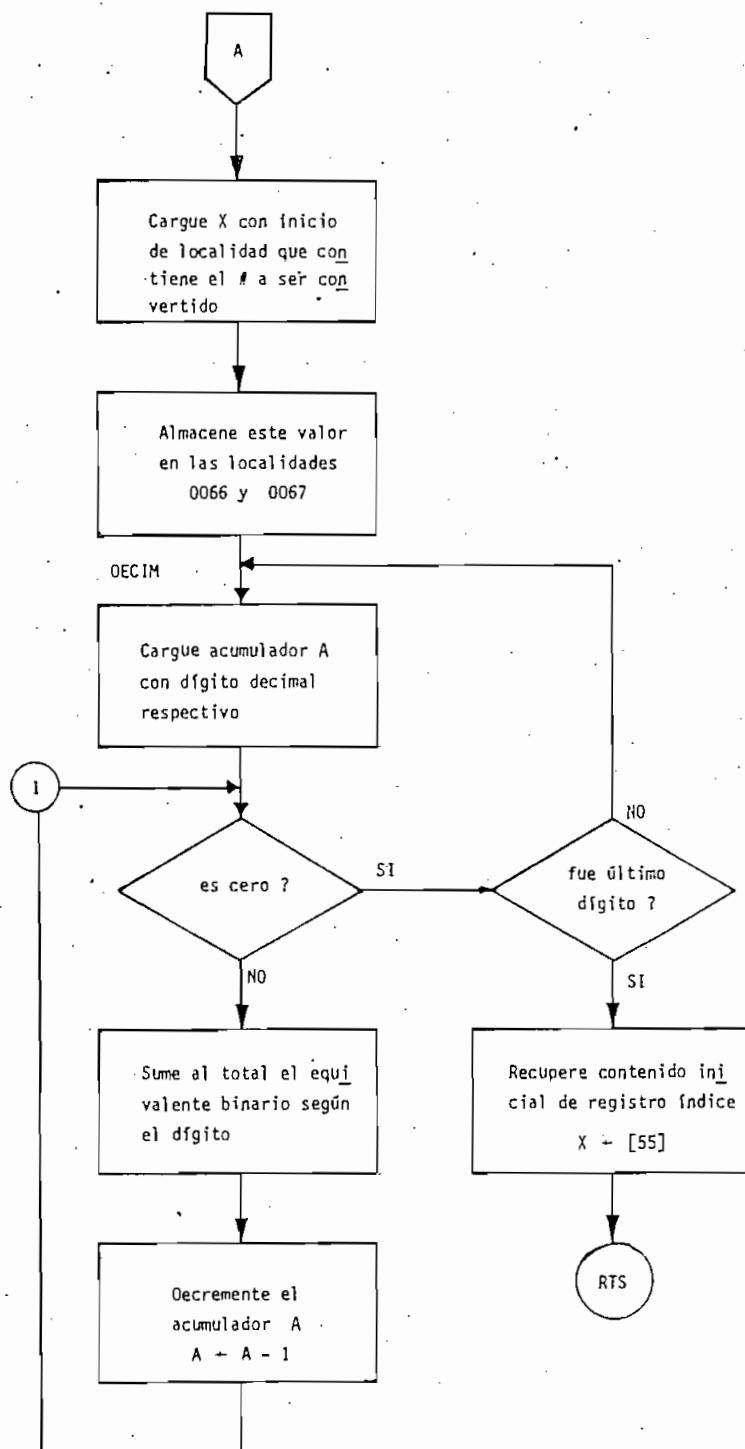 A
Cargue X con inicio
de localidad que con
tiene el # a ser con
vertido
Almacene este valor
en las localidades
0066 y 0067
OECIM
Cargue acumulador A
con dígito decimal
respectivo
1
es cero ?
SI
fue último
dígito ?
NO
NO
SI
Sume al total el equi
valente binario según
el dígito
Recupere contenido ini
cial de registro índice
X ← [55]
Oecremente el
acumulador A
A ← A - 1
RTS